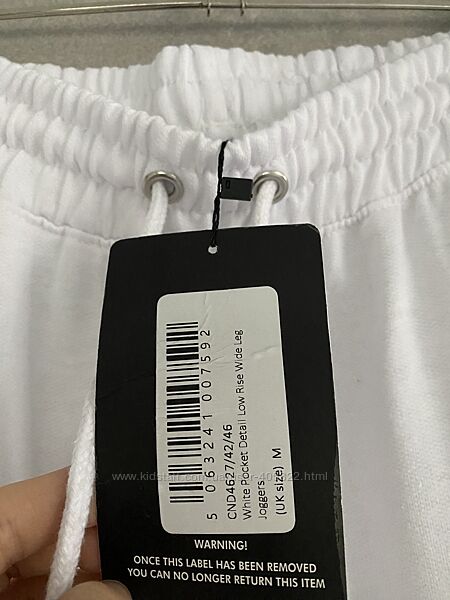 5 063241 007592
CND4627/42/46
White Pocket Detail Low Rise Wide Leg
Joggers
(UK size) M
WARNING!
ONCE THIS LABEL HAS BEEN REMOVED
YOU CAN NO LONGER RETURN THIS ITEM